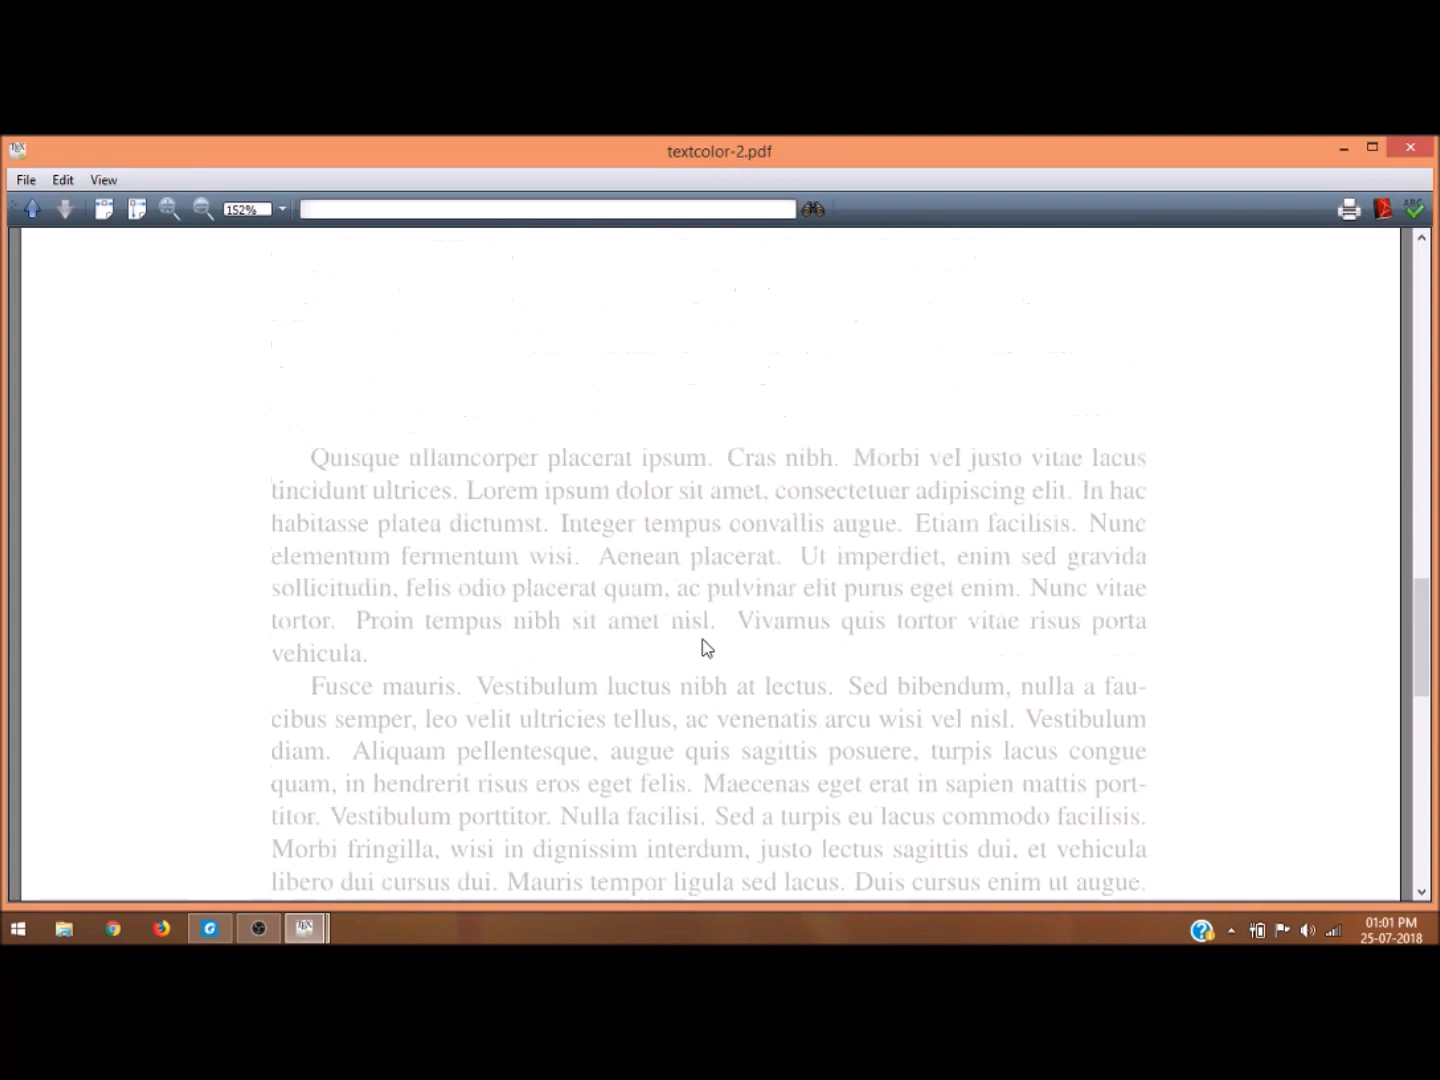 textcolor-2.pdf
File Edit View
152%
ABC
Quisque ullamcorper placerat ipsum. Cras nibh. Morbi vel justo vitae lacus
tincidunt ultrices. Lorem ipsum dolor sit amet, consectetuer adipiscing elit. In hac
habitasse platea dictumst. Integer tempus convallis augue. Etiam facilisis. Nunc
elementum fermentum wisi. Aenean placerat. Ut imperdiet, enim sed gravida
sollicitudin, felis odio placerat quam, ac pulvinar elit purus eget enim. Nunc vitae
tortor. Proin tempus nibh sit amet nisl. Vivamus quis tortor vitae risus porta
vehicula.
Fusce mauris. Vestibulum luctus nibh at lectus. Sed bibendum, nulla a fau-
cibus semper, leo velit ultricies tellus, ac venenatis arcu wisi vel nisl. Vestibulum
diam. Aliquam pellentesque, augue quis sagittis posuere, turpis lacus congue
quam, in hendrerit risus eros eget felis. Maecenas eget erat in sapien mattis port-
titor. Vestibulum porttitor. Nulla facilisi. Sed a turpis eu lacus commodo facilisis.
Morbi fringilla, wisi in dignissim interdum, justo lectus sagittis dui, et vehicula
libero dui cursus dui. Mauris tempor ligula sed lacus. Duis cursus enim ut augue.
01:01 PM
25-07-2018